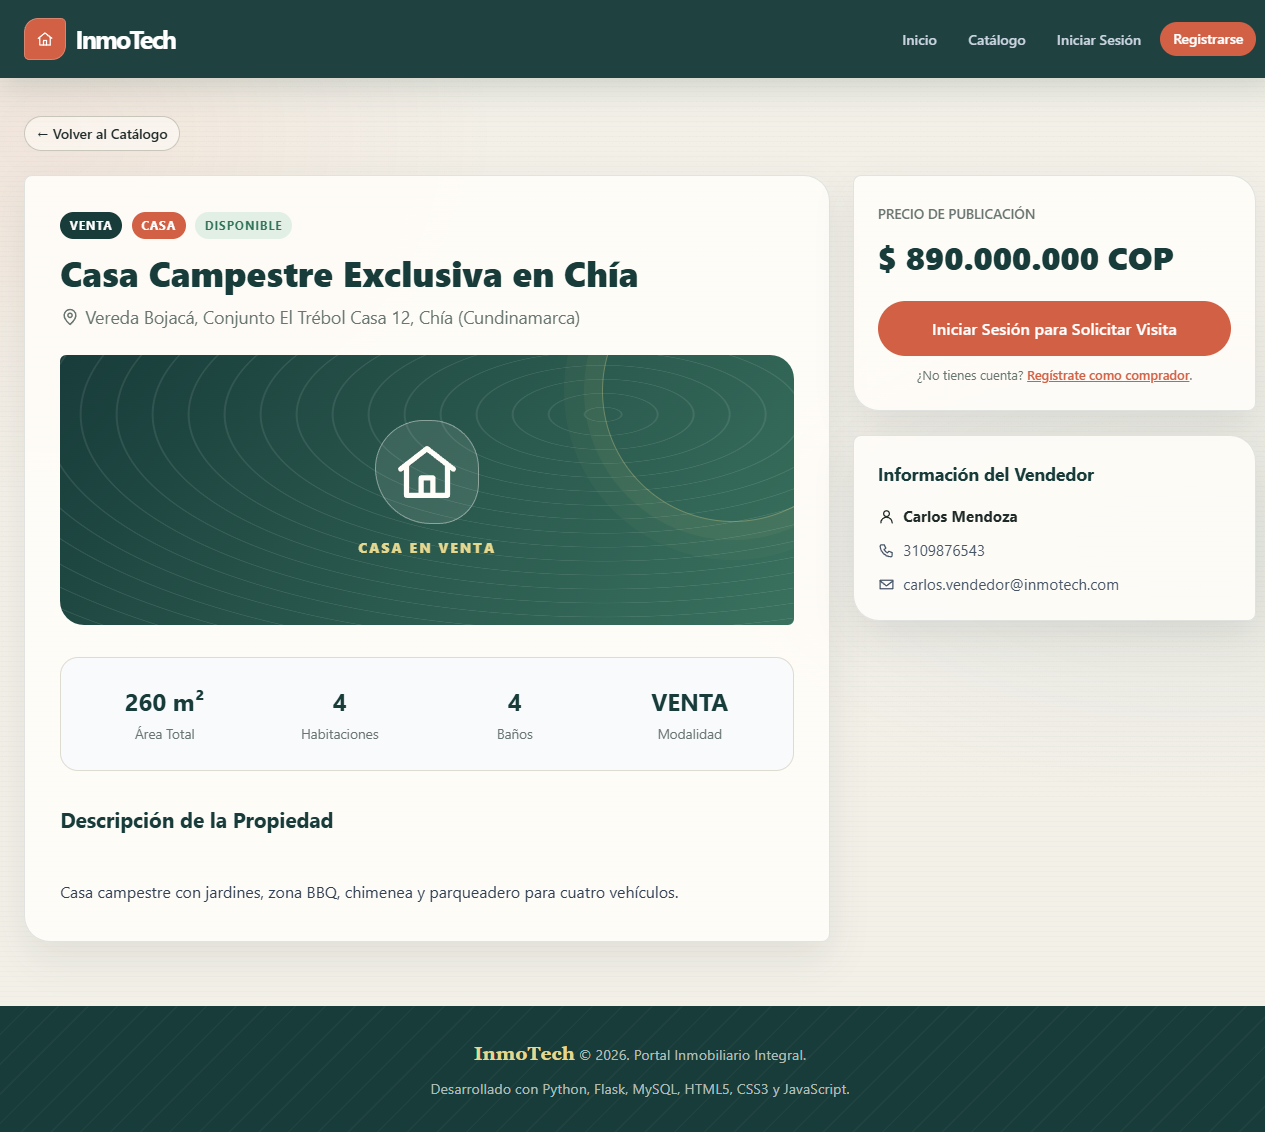 InmoTech
Inicio
Catálogo
Iniciar Sesión
Registrarse
← Volver al Catálogo
VENTA
CASA
DISPONIBLE
Casa Campestre Exclusiva en Chía
Vereda Bojacá, Conjunto El Trébol Casa 12, Chía (Cundinamarca)
CASA EN VENTA
260 m²
Área Total
4
Habitaciones
4
Baños
VENTA
Modalidad
Descripción de la Propiedad
Casa campestre con jardines, zona BBQ, chimenea y parqueadero para cuatro vehículos.
PRECIO DE PUBLICACIÓN
$ 890.000.000 COP
Iniciar Sesión para Solicitar Visita
¿No tienes cuenta? Regístrate como comprador.
Información del Vendedor
Carlos Mendoza
3109876543
carlos.vendedor@inmotech.com
InmoTech © 2026. Portal Inmobiliario Integral.
Desarrollado con Python, Flask, MySQL, HTML5, CSS3 y JavaScript.